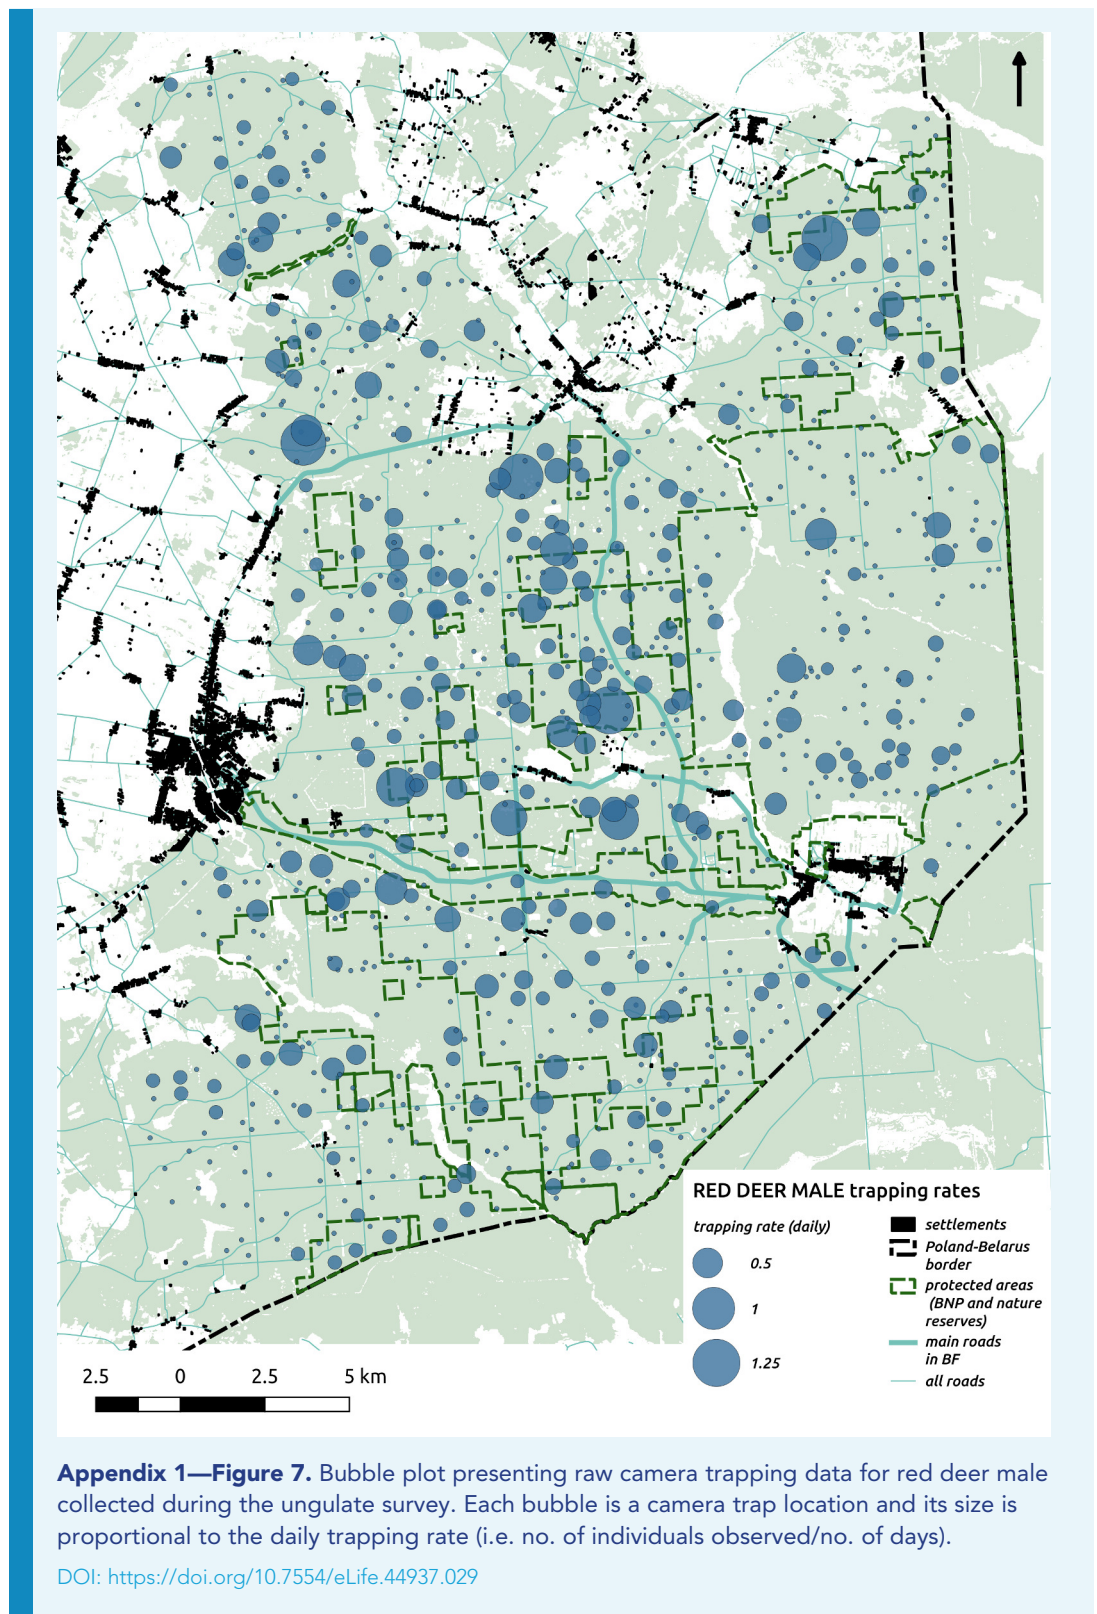 RED DEER MALE trapping rates
trapping rate (daily)
0.5
1
1.25
settlements
Poland-Belarus
border
protected areas
(BNP and nature
reserves)
main roads
in BF
all roads
2.5 0 2.5 5 km
Appendix 1—Figure 7. Bubble plot presenting raw camera trapping data for red deer male
collected during the ungulate survey. Each bubble is a camera trap location and its size is
proportional to the daily trapping rate (i.e. no. of individuals observed/no. of days).
DOI: https://doi.org/10.7554/eLife.44937.029